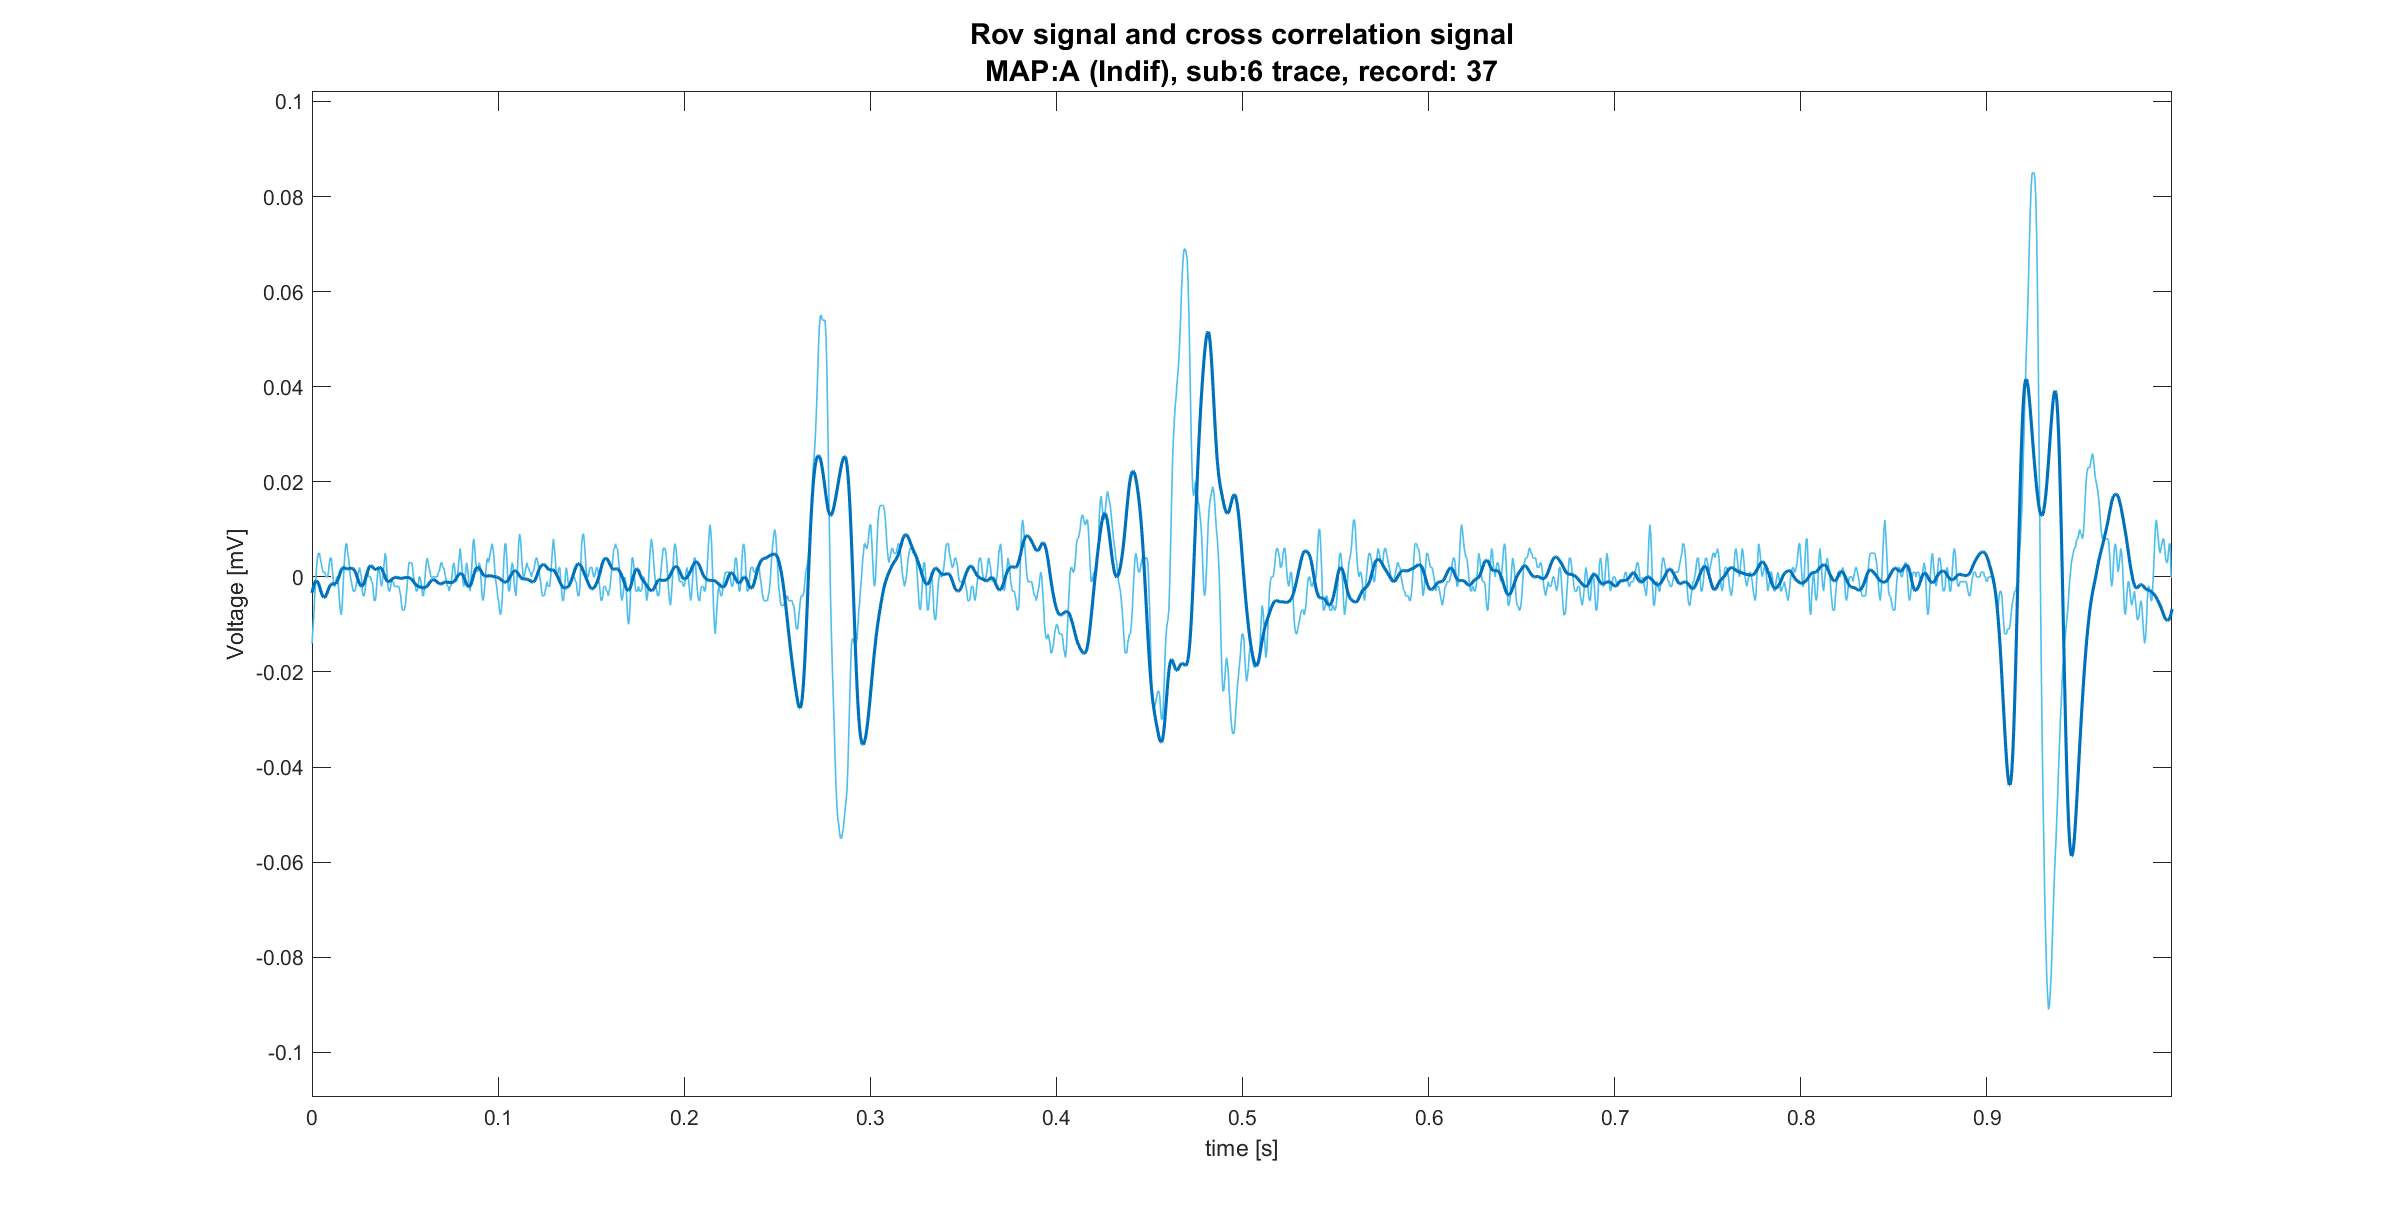 Rov signal and cross correlation signal
MAP:A (Indif), sub:6 trace, record: 37
0.1
0.08
0.06
0.04
0.02
0
-0.02
-0.04
-0.06
-0.08
-0.1
Voltage [mV]
0 0.1 0.2 0.3 0.4 0.5 0.6 0.7 0.8 0.9
time [s]